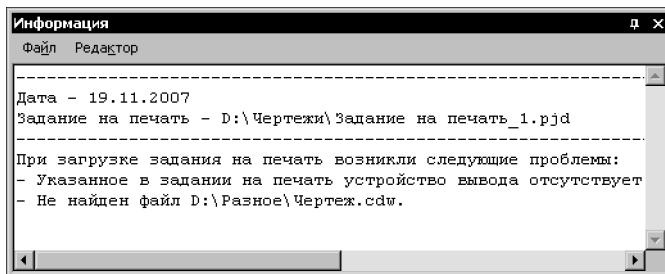 Информация
Файл Редактор
--------------------------------------------------------------------
Дата - 19.11.2007
Задание на печать - D:\Чертежи\Задание на печать_1.pjd
--------------------------------------------------------------------
При загрузке задания на печать возникли следующие проблемы:
- Указанное в задании на печать устройство вывода отсутствует
- Не найден файл D:\Разное\Чертеж.cdw.